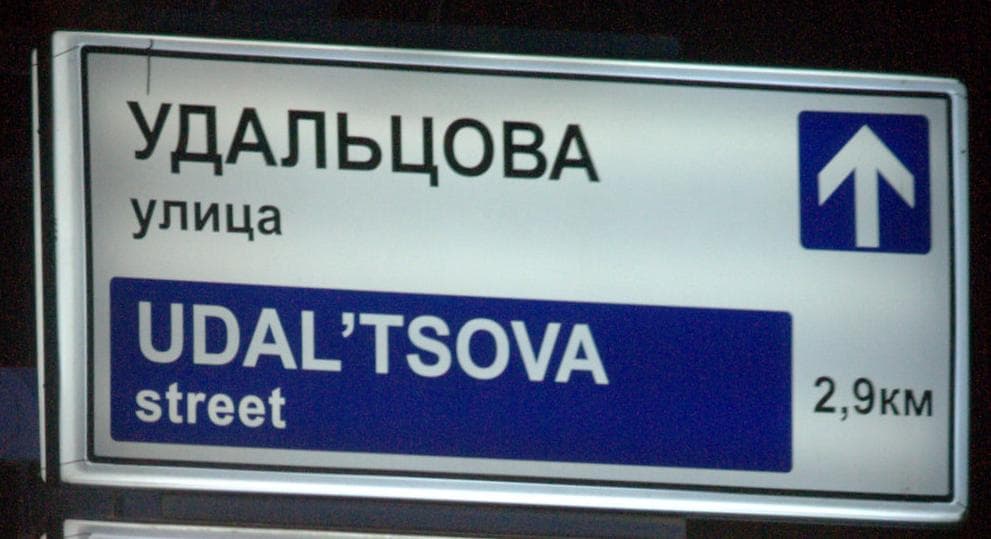 УДАЛЬЦОВА
улица
UDAL'TSOVA
street
2,9км